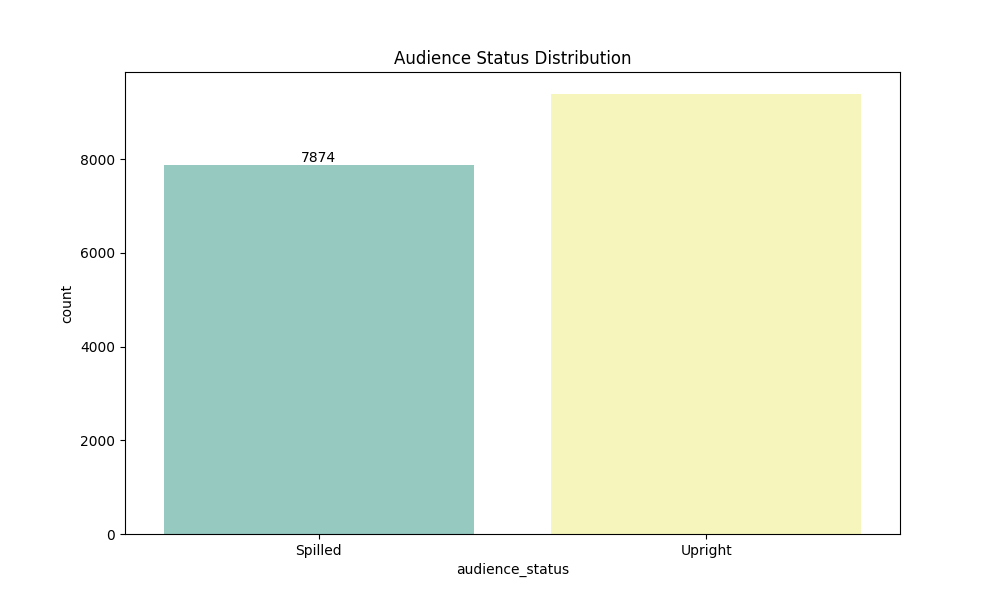 Audience Status Distribution
7874
8000
6000
4000
2000
0
count
Spilled
Upright
audience_status